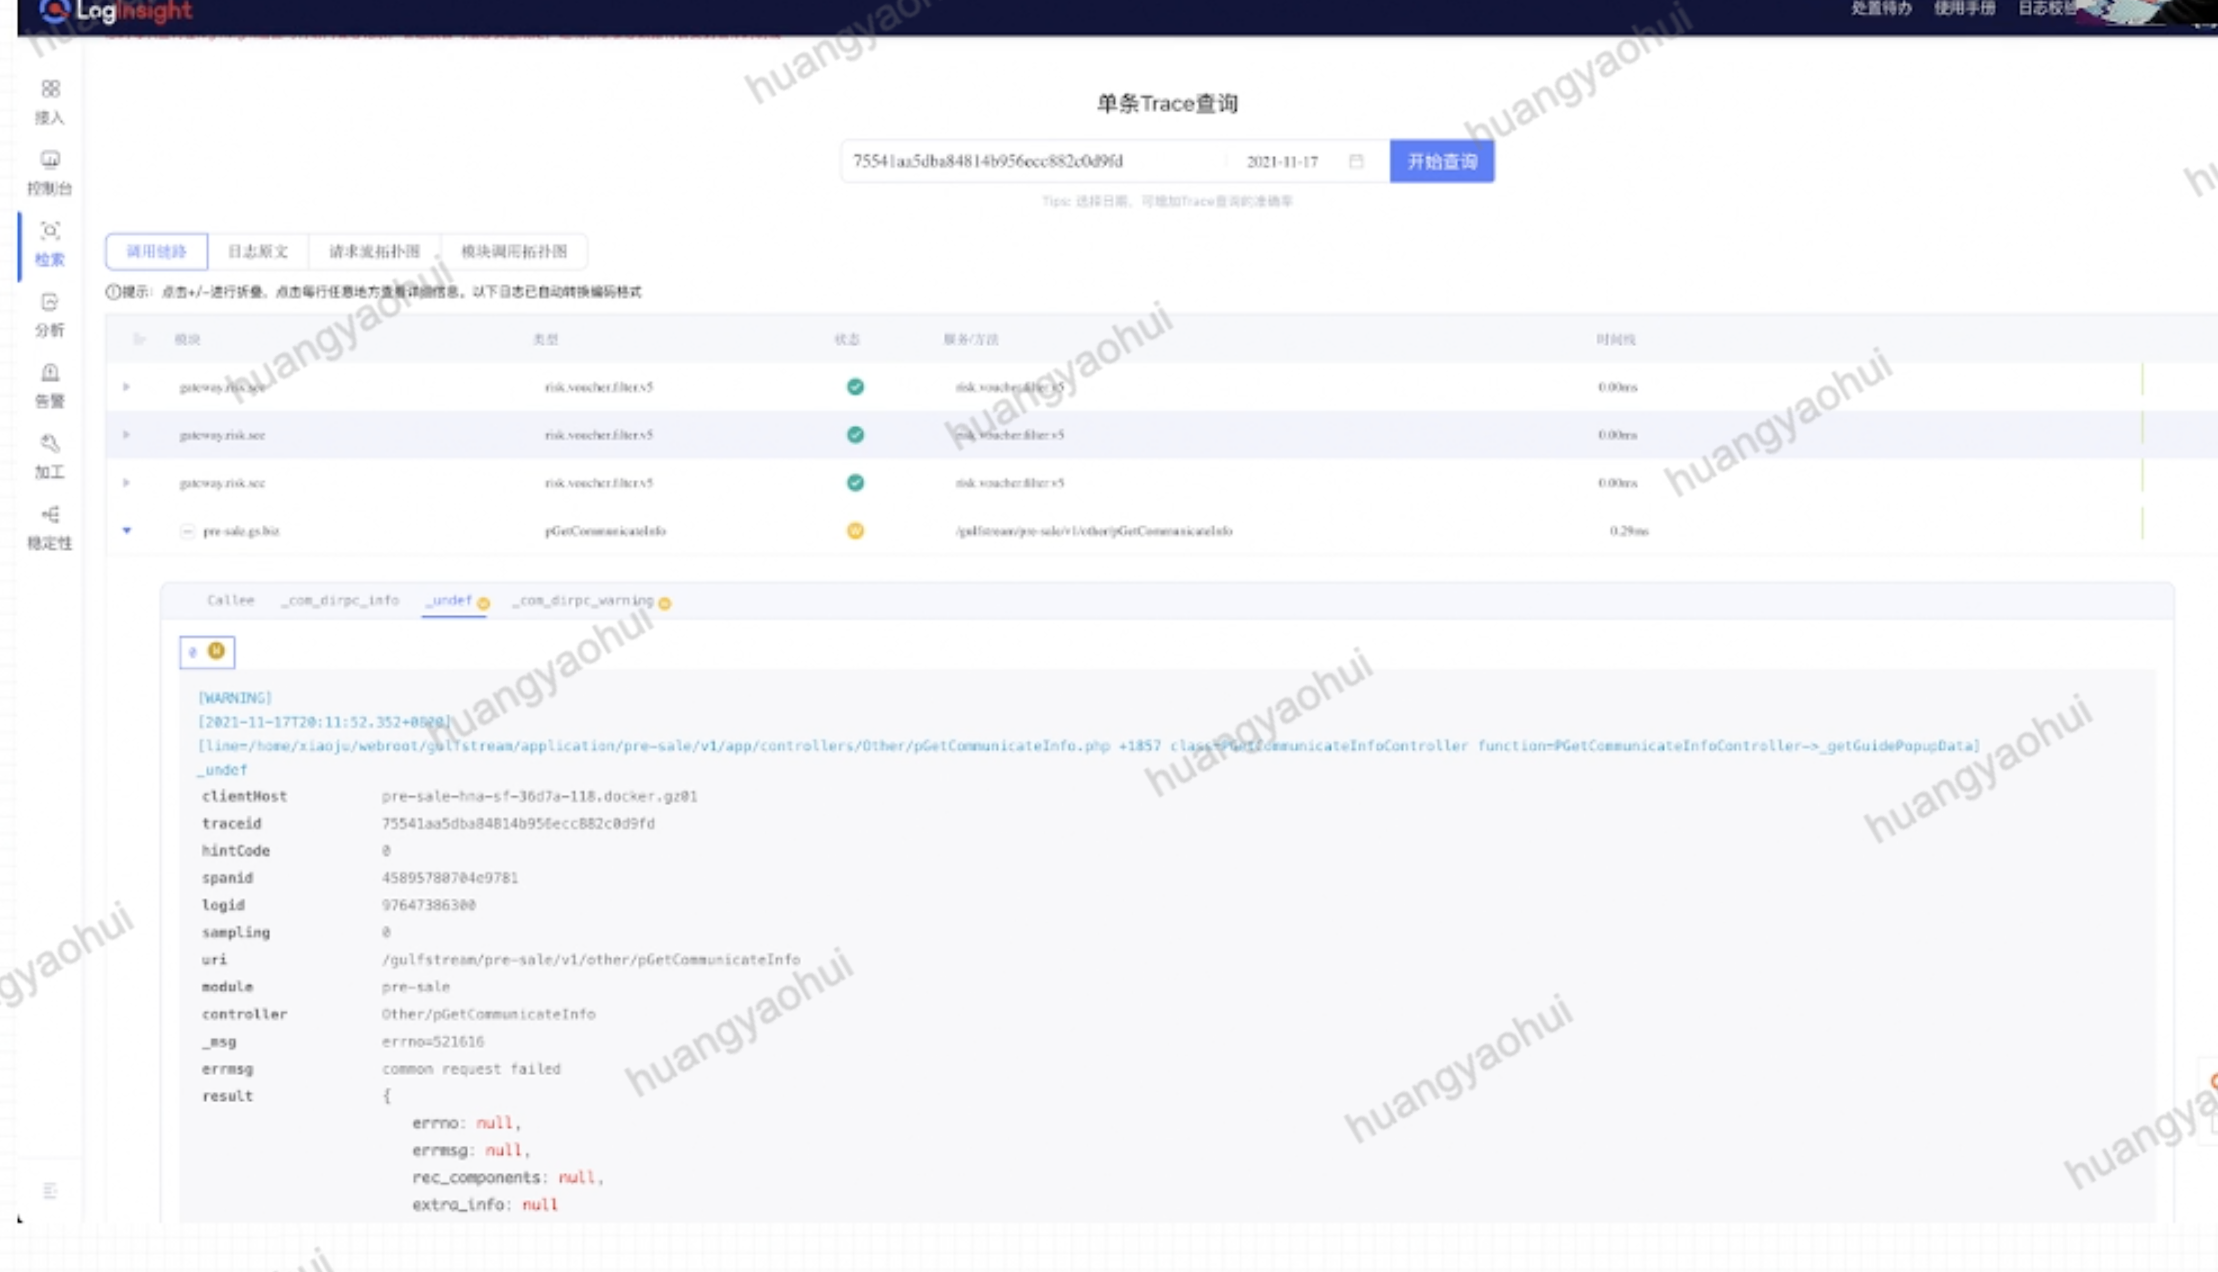 LogInsight
处置待办 使用手册 日志校验
接入
控制台
检索
分析
告警
加工
稳定性
单条Trace查询
75541aa5dba84814b956ecc882c0d9fd 2021-11-17 开始查询
Tips: 选择日期，可增加Trace查询的准确率
调用链路 日志原文 请求流拓扑图 模块调用拓扑图
提示: 点击+/-进行折叠，点击每行任意地方查看详细信息，以下日志已自动转换编码格式
模块 类型 状态 服务/方法 时间线
gateway.risk.sec risk.voucher.filter.v5 risk.voucher.filter.v5 0.00ms
gateway.risk.sec risk.voucher.filter.v5 risk.voucher.filter.v5 0.00ms
gateway.risk.sec risk.voucher.filter.v5 risk.voucher.filter.v5 0.00ms
pre-sale.gs.biz pGetCommunicateInfo W /gulfstream/pre-sale/v1/other/pGetCommunicateInfo 0.29ms
Callee _com_dirpc_info _undef W _com_dirpc_warning W
0 W
[WARNING]
[2021-11-17T20:11:52.352+0800]
[line=/home/xiaoju/webroot/gulfstream/application/pre-sale/v1/app/controllers/Other/pGetCommunicateInfo.php +1857 class=PGetCommunicateInfoController function=PGetCommunicateInfoController->_getGuidePopupData]
_undef
clientHost pre-sale-hna-sf-36d7a-118.docker.gz01
traceid 75541aa5dba84814b956ecc882c0d9fd
hintCode 0
spanid 45895780704e9781
logid 97647386300
sampling 0
uri /gulfstream/pre-sale/v1/other/pGetCommunicateInfo
module pre-sale
controller Other/pGetCommunicateInfo
_msg errno=521616
errmsg common request failed
result {
errno: null,
errmsg: null,
rec_components: null,
extra_info: null
huangyaohui